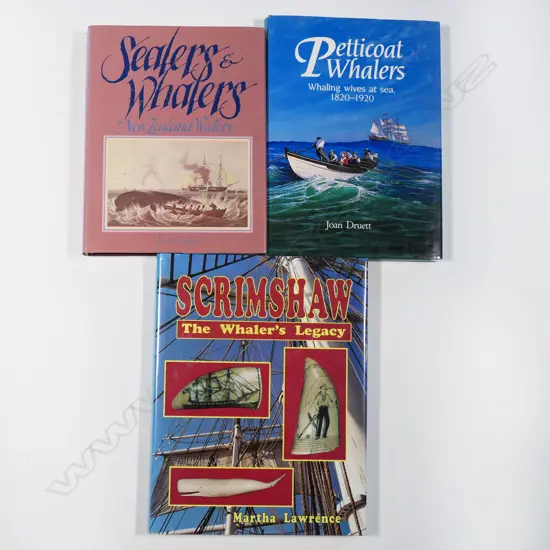 Sealers &
Whalers
in New Zealand Waters
Petticoat
Whalers
Whaling wives at sea,
1820–1920
Joan Druett
SCRIMSHAW
The Whaler's Legacy
Martha Lawrence